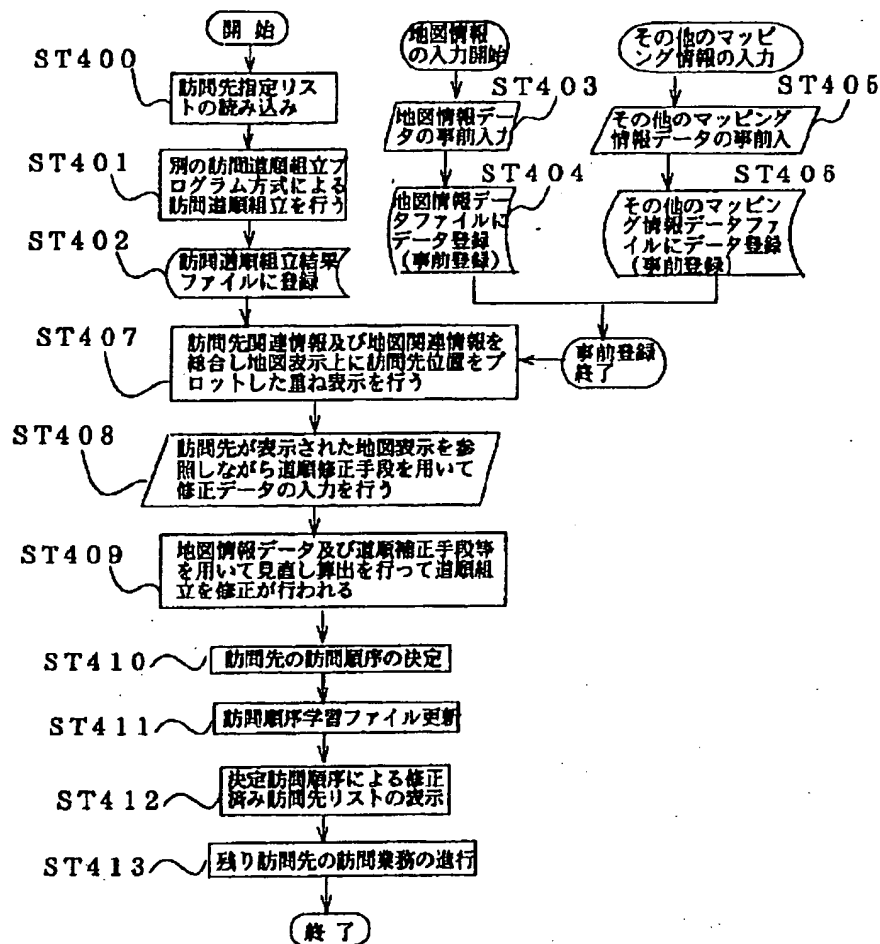 開 始
ST400
訪問先指定リス
トの読み込み
ST401
別の訪問道順組立プ
ログラム方式による
訪問道順組立を行う
ST402
訪問道順組立結果
ファイルに登録
地図情報
の入力開始
ST403
地図情報デー
タの事前入力
ST404
地図情報デー
タファイルに
データ登録
(事前登録)
その他のマッピ
ング情報の入力
ST405
その他のマッピング
情報データの事前入
ST406
その他のマッピン
グ情報データファ
イルにデータ登録
(事前登録)
事前登録
終了
ST407
訪問先関連情報及び地図関連情報を
総合し地図表示上に訪問先位置をプ
ロットした重ね表示を行う
ST408
訪問先が表示された地図表示を参
照しながら道順修正手段を用いて
修正データの入力を行う
ST409
地図情報データ及び道順補正手段等
を用いて見直し算出を行って道順組
立を修正が行われる
ST410
訪問先の訪問順序の決定
ST411
訪問順序学習ファイル更新
ST412
決定訪問順序による修正
済み訪問先リストの表示
ST413
残り訪問先の訪問業務の進行
終 了